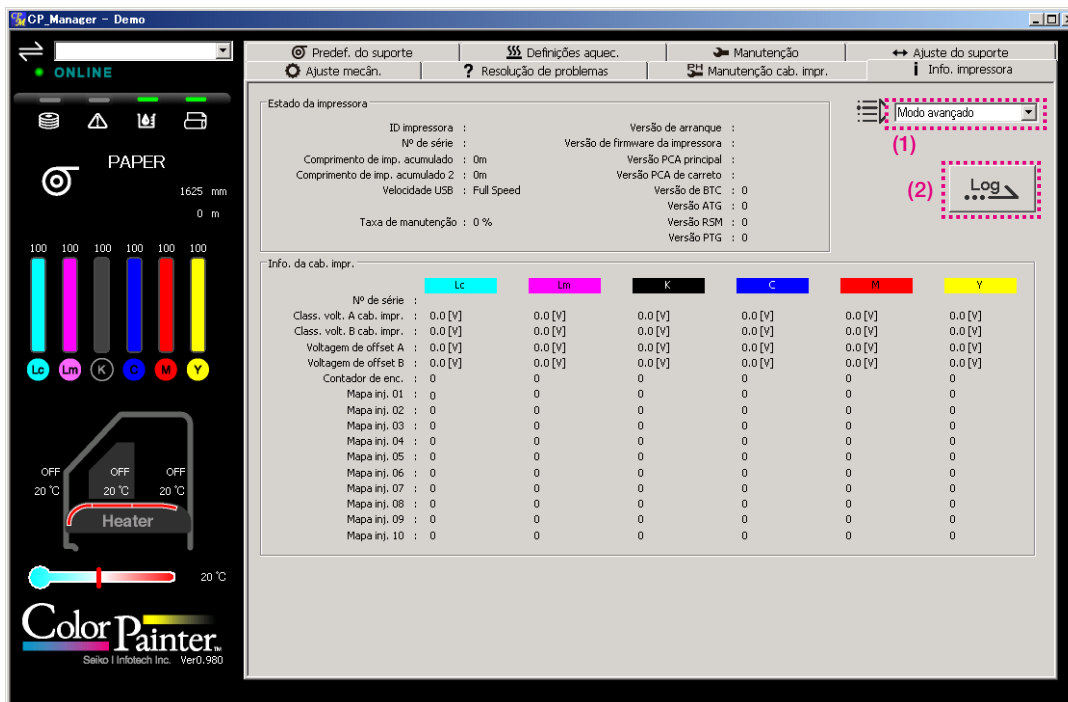 CP_Manager - Demo
ONLINE
PAPER
1625 mm
0 m
100 100 100 100 100 100
Lc Lm K C M Y
OFF OFF OFF
20 °C 20 °C 20 °C
Heater
20 °C
Color Painter™
Seiko I Infotech Inc. Ver0.980
Predef. do suporte Definições aquec. Manutenção Ajuste do suporte
Ajuste mecân. ? Resolução de problemas PH Manutenção cab. impr. i Info. impressora
Estado da impressora
ID impressora :
Nº de série :
Comprimento de imp. acumulado : 0m
Comprimento de imp. acumulado 2 : 0m
Velocidade USB : Full Speed
Taxa de manutenção : 0 %
Versão de arranque :
Versão de firmware da impressora :
Versão PCA principal :
Versão PCA de carreto :
Versão de BTC : 0
Versão ATG : 0
Versão RSM : 0
Versão PTG : 0
Modo avançado
(1)
(2)
Log
Info. da cab. impr.
Lc Lm K C M Y
Nº de série :
Class. volt. A cab. impr. : 0.0 [V] 0.0 [V] 0.0 [V] 0.0 [V] 0.0 [V] 0.0 [V]
Class. volt. B cab. impr. : 0.0 [V] 0.0 [V] 0.0 [V] 0.0 [V] 0.0 [V] 0.0 [V]
Voltagem de offset A : 0.0 [V] 0.0 [V] 0.0 [V] 0.0 [V] 0.0 [V] 0.0 [V]
Voltagem de offset B : 0.0 [V] 0.0 [V] 0.0 [V] 0.0 [V] 0.0 [V] 0.0 [V]
Contador de enc. : 0 0 0 0 0 0
Mapa inj. 01 : 0 0 0 0 0 0
Mapa inj. 02 : 0 0 0 0 0 0
Mapa inj. 03 : 0 0 0 0 0 0
Mapa inj. 04 : 0 0 0 0 0 0
Mapa inj. 05 : 0 0 0 0 0 0
Mapa inj. 06 : 0 0 0 0 0 0
Mapa inj. 07 : 0 0 0 0 0 0
Mapa inj. 08 : 0 0 0 0 0 0
Mapa inj. 09 : 0 0 0 0 0 0
Mapa inj. 10 : 0 0 0 0 0 0